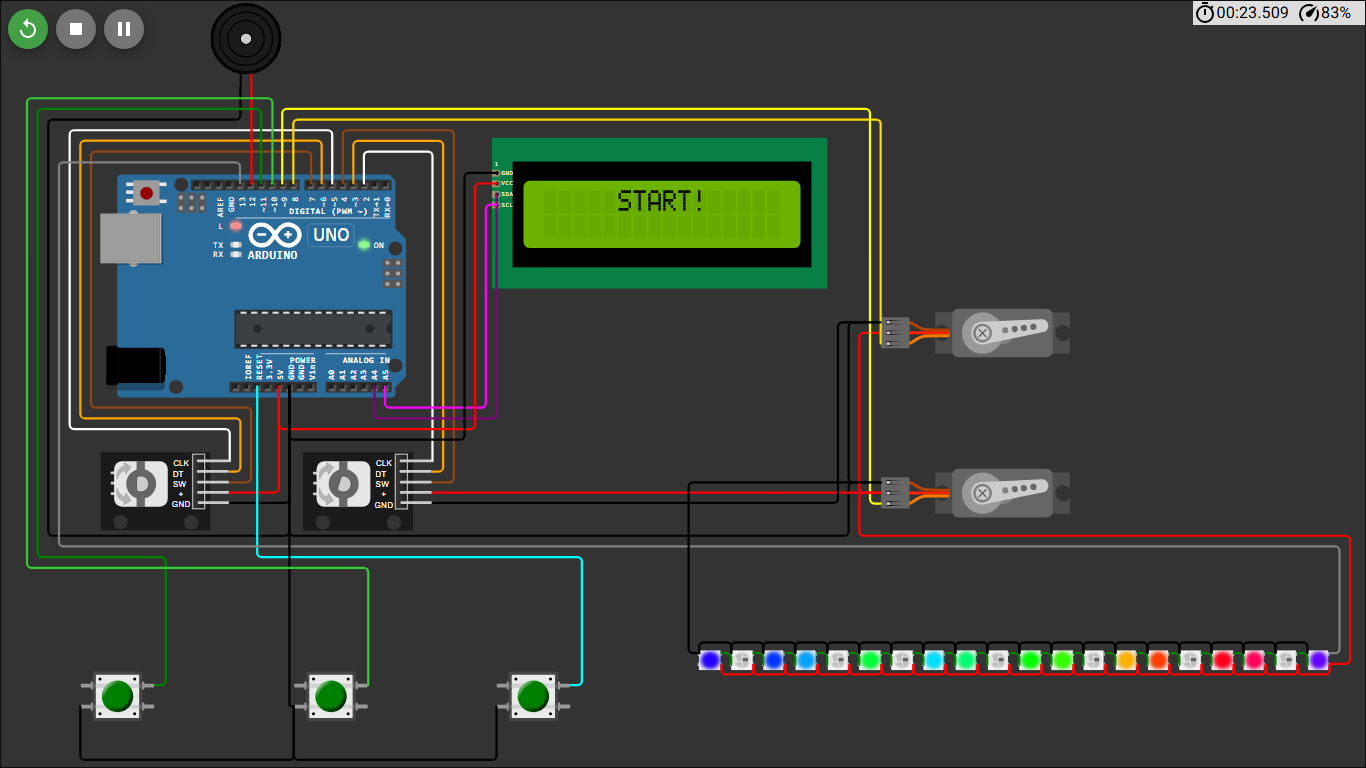 00:23.509 83%
1
GND
VCC
SDA
SCL
START!
AREF
GND
13
12
~11
~10
~9
8
7
~6
~5
4
~3
2
TX→1
RX←0
DIGITAL (PWM ~)
L
UNO
TX
RX
ON
ARDUINO
IOREF
RESET
3.3V
5V
GND
GND
Vin
POWER
ANALOG IN
A0
A1
A2
A3
A4
A5
CLK
DT
SW
+
GND
CLK
DT
SW
+
GND